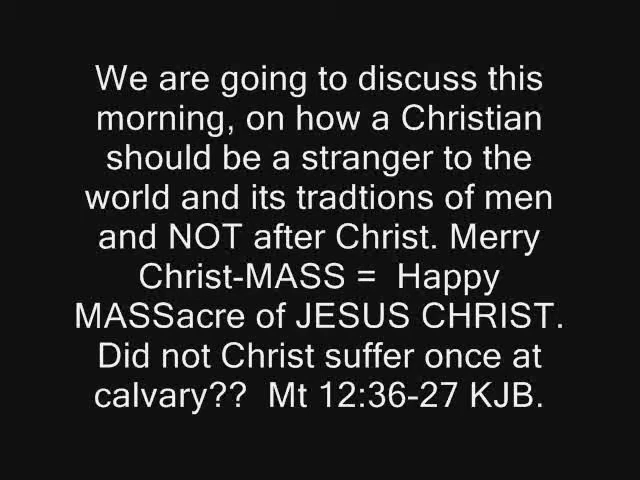 We are going to discuss this
morning, on how a Christian
should be a stranger to the
world and its tradtions of men
and NOT after Christ. Merry
Christ-MASS =  Happy
MASSacre of JESUS CHRIST.
Did not Christ suffer once at
calvary??  Mt 12:36-27 KJB.